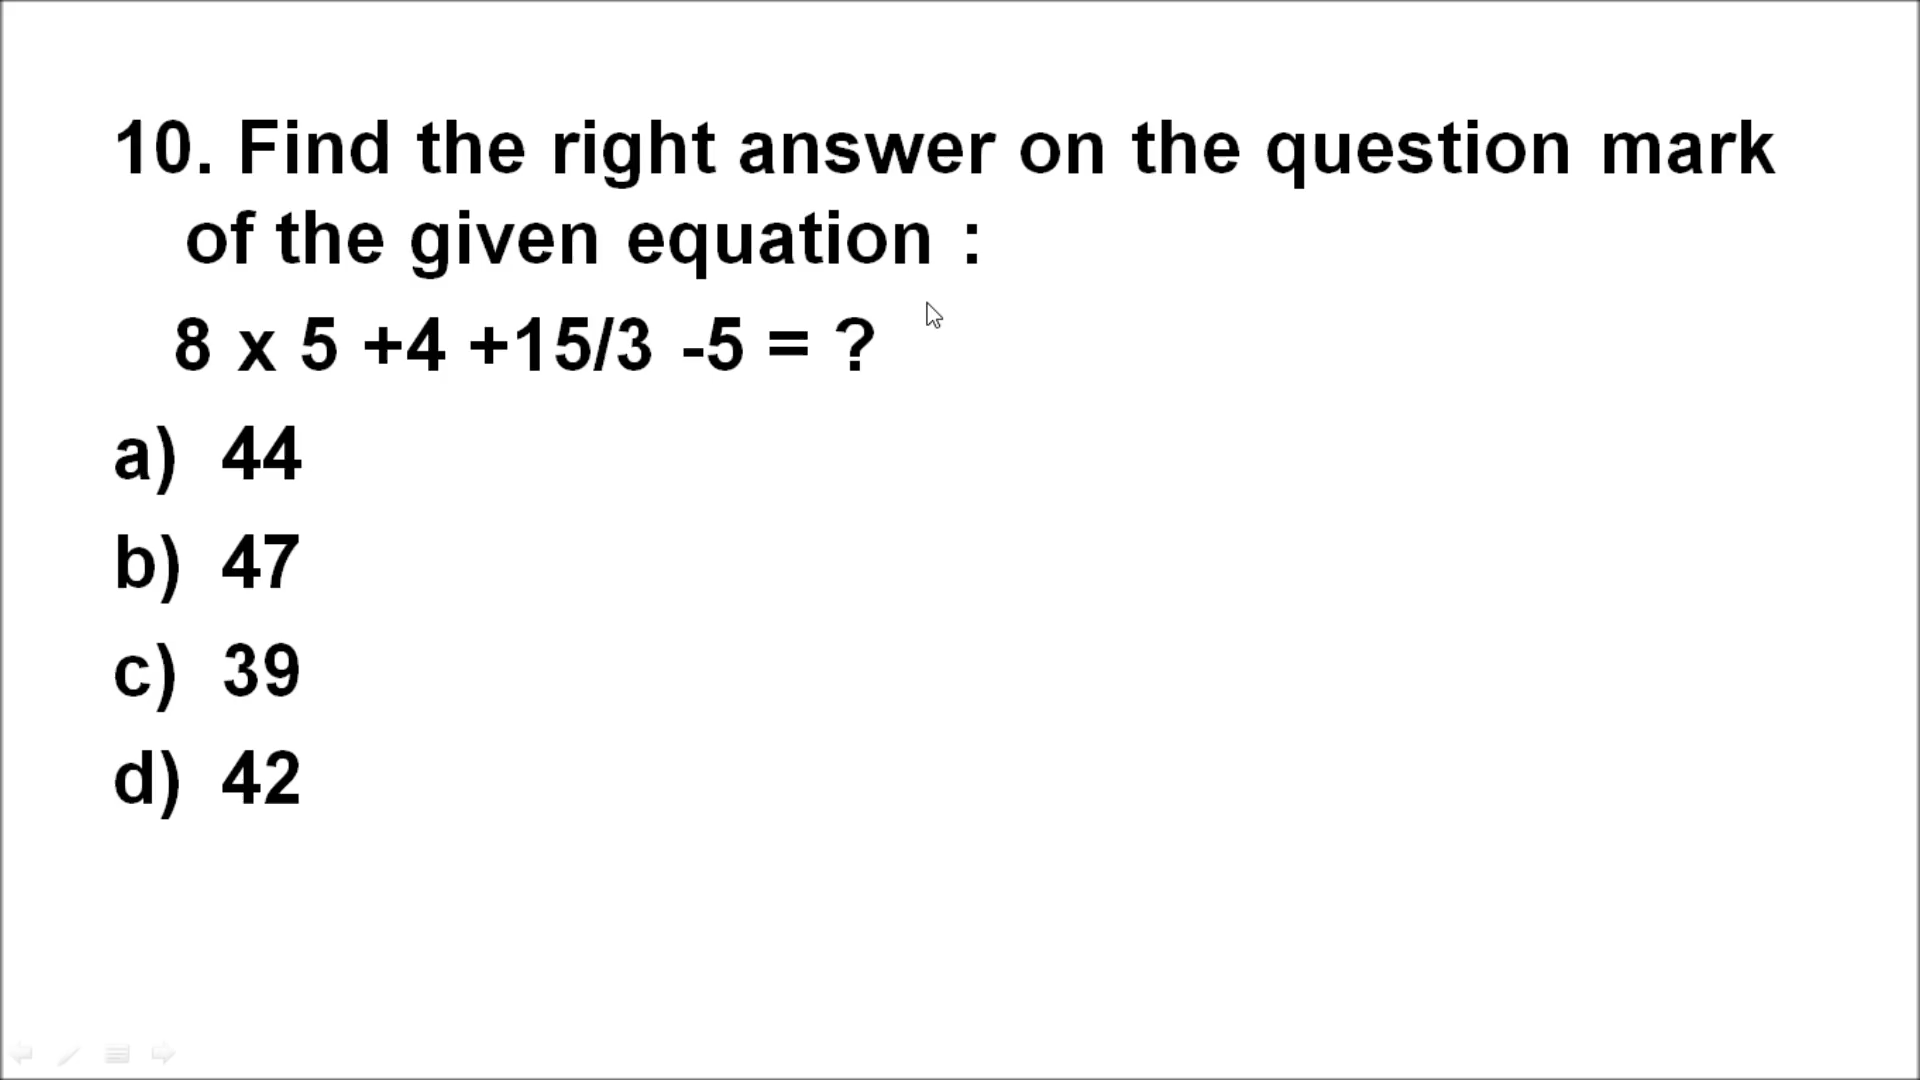 10. Find the right answer on the question mark
of the given equation :
8 x 5 +4 +15/3 -5 = ?
a) 44
b) 47
c) 39
d) 42